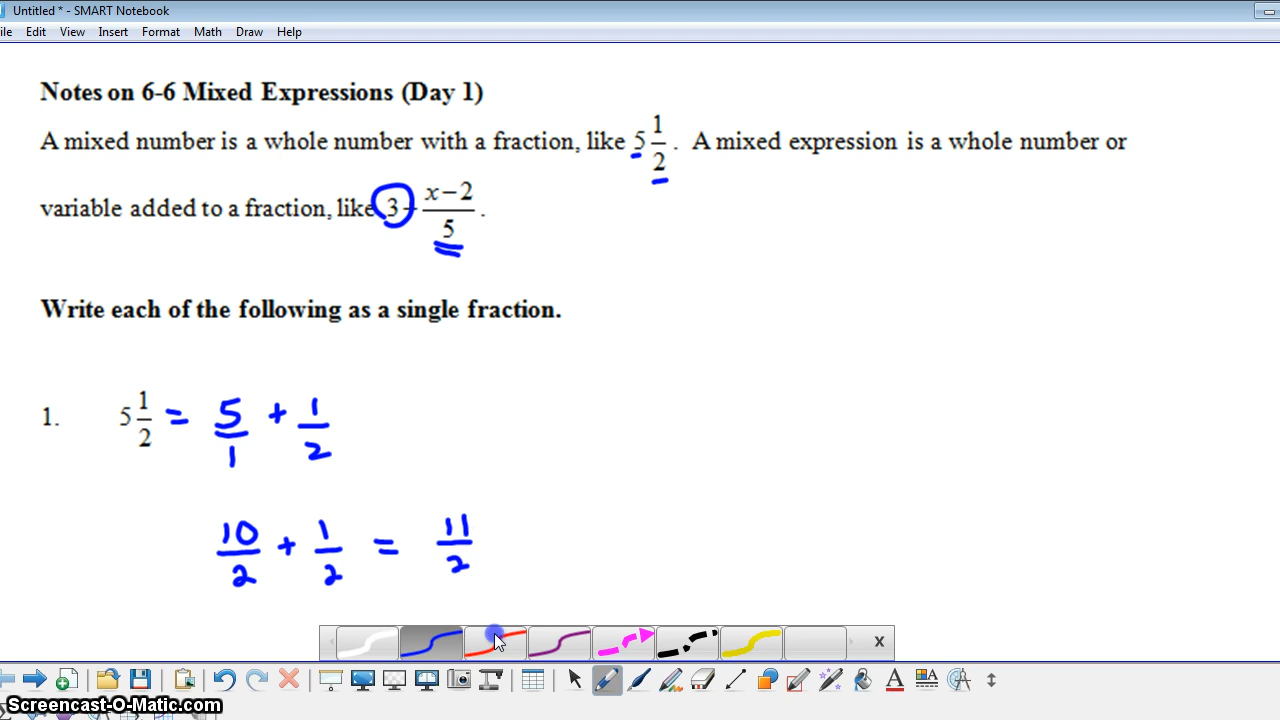 Untitled * - SMART Notebook
ile Edit View Insert Format Math Draw Help
Notes on 6-6 Mixed Expressions (Day 1)
A mixed number is a whole number with a fraction, like 5 1/2 . A mixed expression is a whole number or
variable added to a fraction, like 3 - x-2/5 .
Write each of the following as a single fraction.
1. 5 1/2 = 5/1 + 1/2
10/2 + 1/2 = 11/2
x
A
Screencast-O-Matic.com